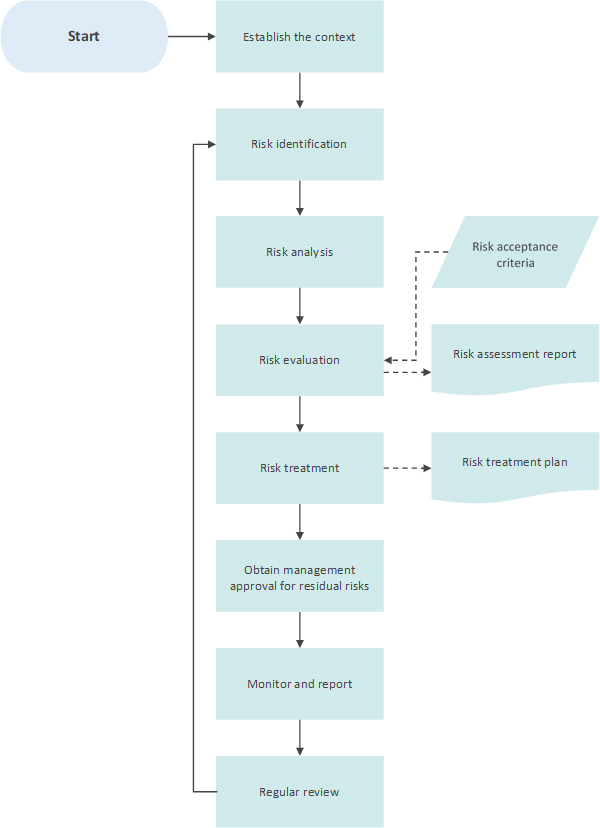 Start
Establish the context
Risk identification
Risk analysis
Risk acceptance
criteria
Risk evaluation
Risk assessment report
Risk treatment
Risk treatment plan
Obtain management
approval for residual risks
Monitor and report
Regular review